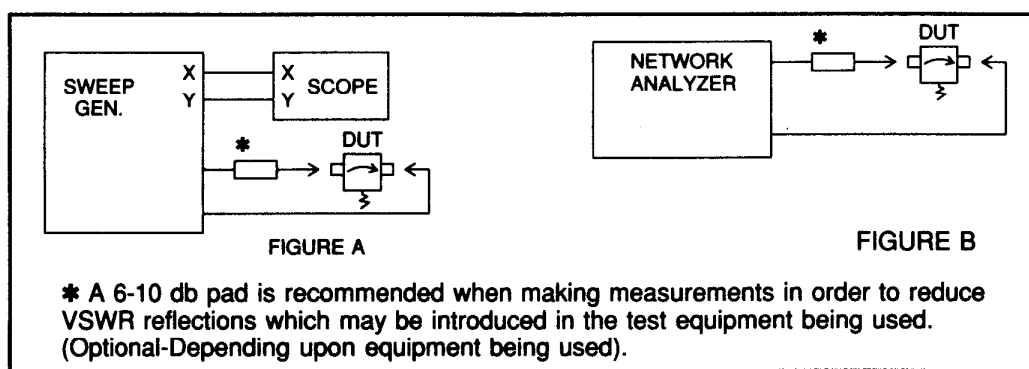 SWEEP
GEN.
X
Y
X
Y
SCOPE
*
DUT
FIGURE A
NETWORK
ANALYZER
*
DUT
FIGURE B
* A 6-10 db pad is recommended when making measurements in order to reduce
VSWR reflections which may be introduced in the test equipment being used.
(Optional-Depending upon equipment being used).